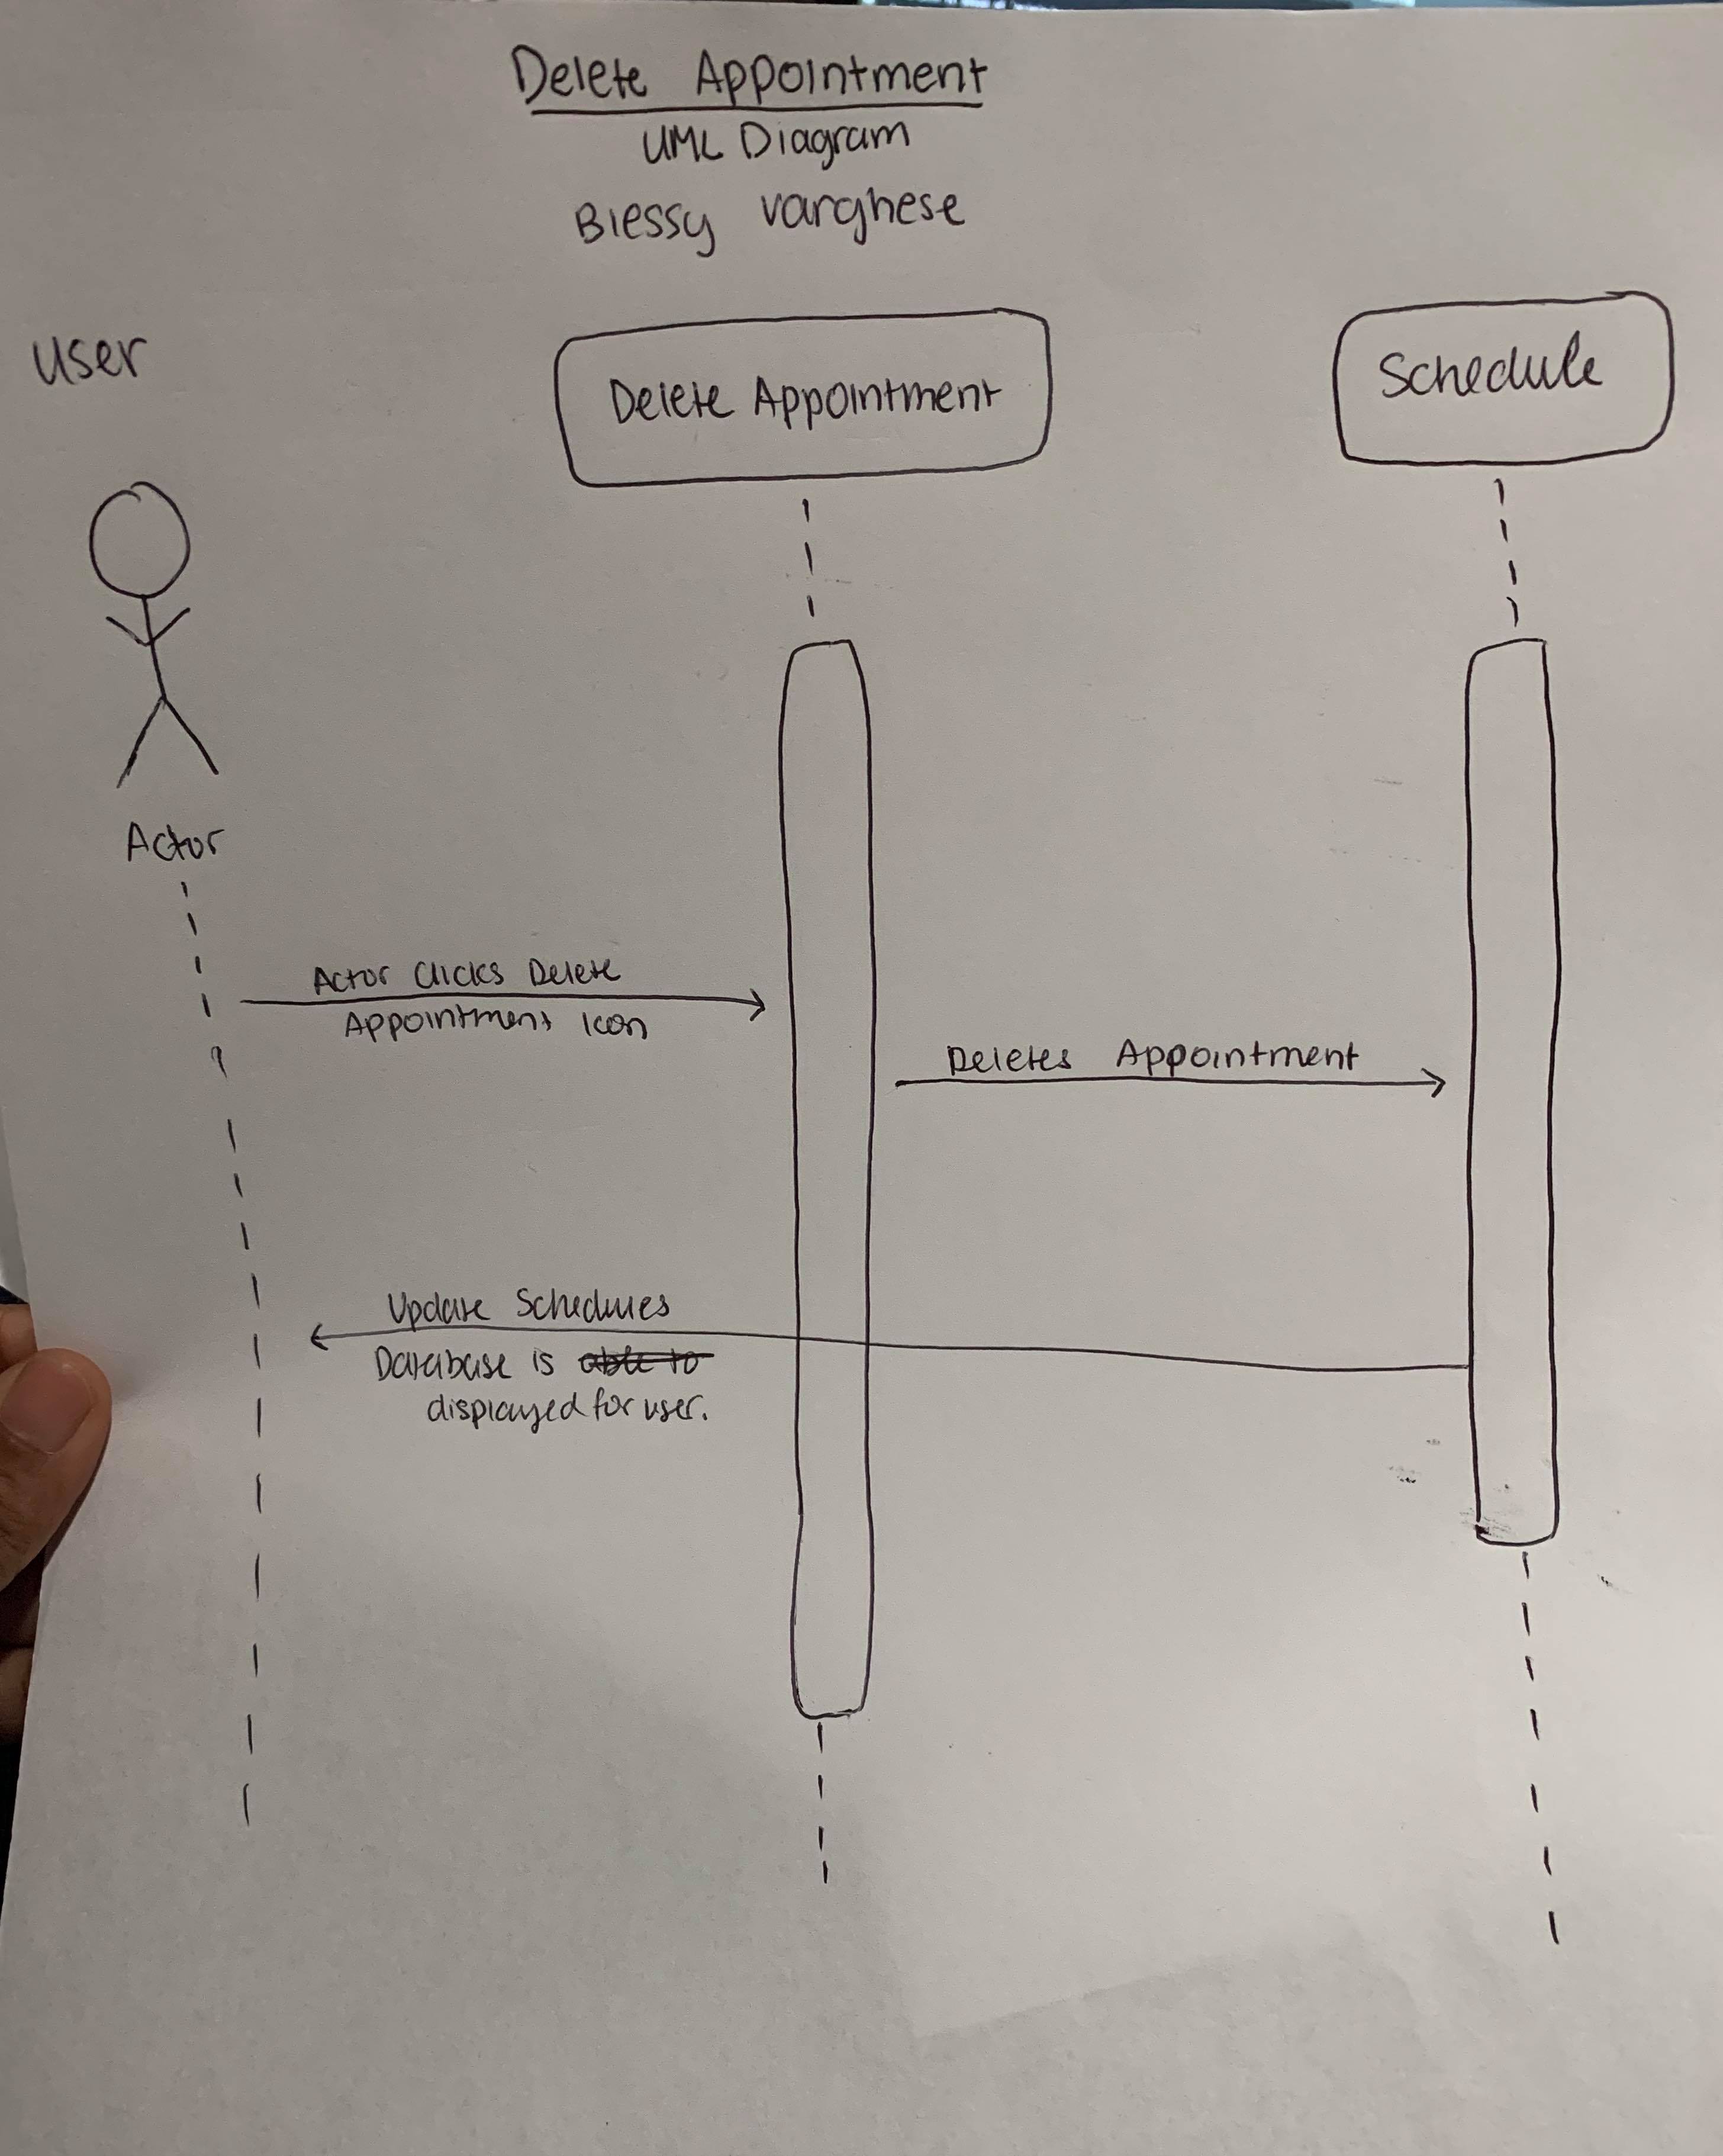 Delete Appointment
UML Diagram
Blessy varghese
user
Delete Appointment
Schedule
Actor
Actor Clicks Delete
Appointment Icon
Deletes Appointment
Update Schedules
Database is able to
displayed for user.